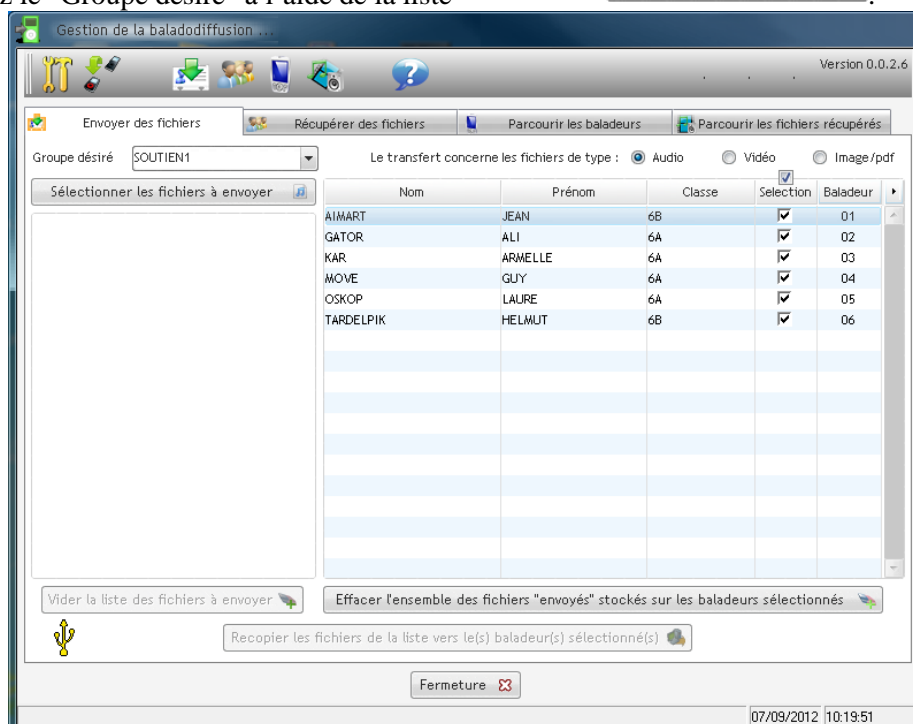 z le "Groupe désiré" à l'aide de la liste .
Gestion de la baladodiffusion ...
Version 0.0.2.6
Envoyer des fichiers Récupérer des fichiers Parcourir les baladeurs Parcourir les fichiers récupérés
Groupe désiré SOUTIEN1 Le transfert concerne les fichiers de type : Audio Vidéo Image/pdf
Sélectionner les fichiers à envoyer Nom Prénom Classe Selection Baladeur
AIMART JEAN 6B 01
GATOR ALI 6A 02
KAR ARMELLE 6A 03
MOVE GUY 6A 04
OSKOP LAURE 6A 05
TARDELPIK HELMUT 6B 06
Vider la liste des fichiers à envoyer Effacer l'ensemble des fichiers "envoyés" stockés sur les baladeurs sélectionnés
Recopier les fichiers de la liste vers le(s) baladeur(s) sélectionné(s)
Fermeture
07/09/2012 10:19:51